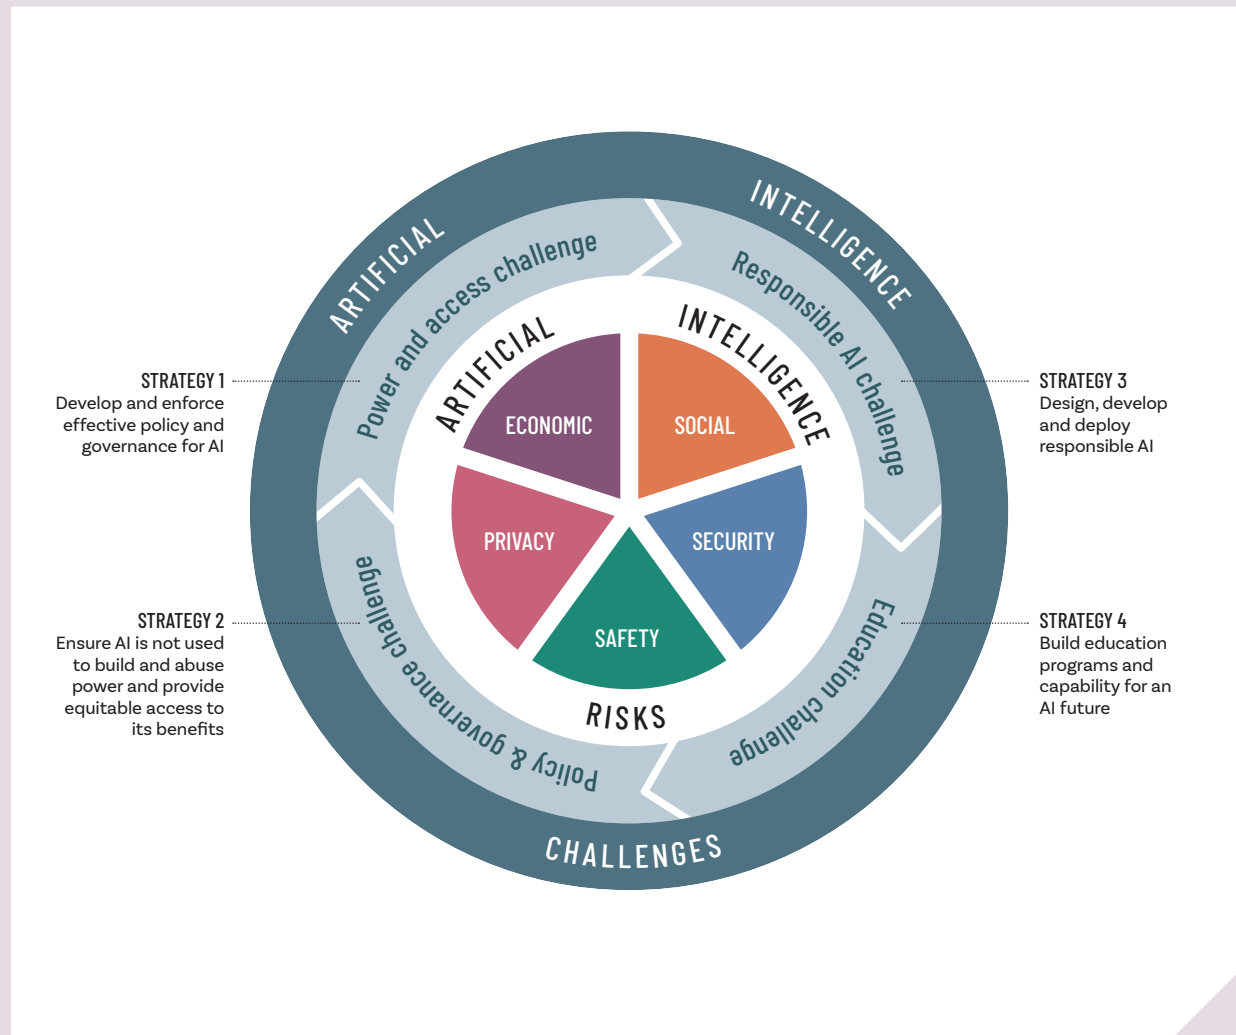 ARTIFICIAL INTELLIGENCE
CHALLENGES
Power and access challenge
Responsible AI challenge
Education challenge
Policy & governance challenge
ARTIFICIAL INTELLIGENCE
RISKS
ECONOMIC
SOCIAL
PRIVACY
SECURITY
SAFETY
STRATEGY 1
Develop and enforce
effective policy and
governance for AI
STRATEGY 2
Ensure AI is not used
to build and abuse
power and provide
equitable access to
its benefits
STRATEGY 3
Design, develop
and deploy
responsible AI
STRATEGY 4
Build education
programs and
capability for an
AI future